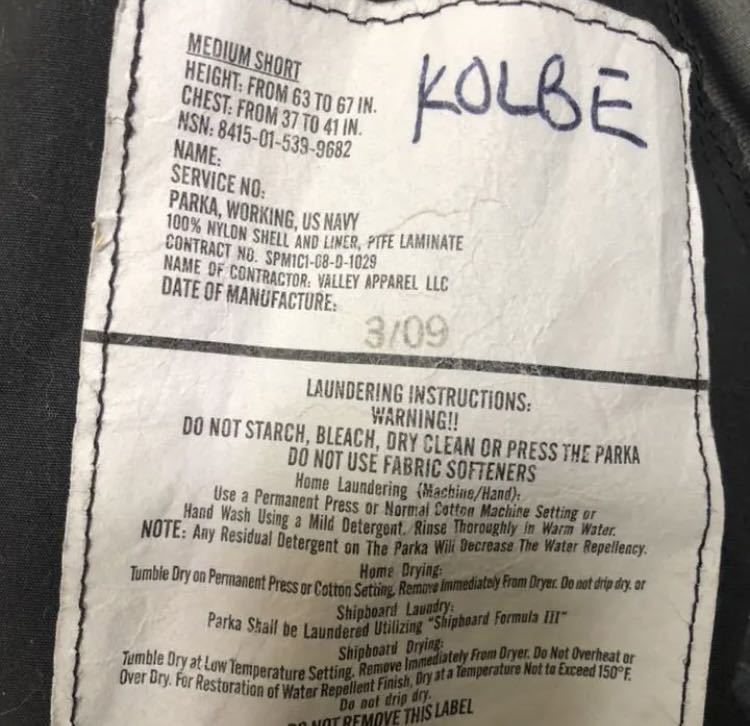 KOLBE
MEDIUM SHORT
HEIGHT: FROM 63 TO 67 IN.
CHEST: FROM 37 TO 41 IN.
NSN: 8415-01-539-9682
NAME:
SERVICE NO:
PARKA, WORKING, US NAVY
100% NYLON SHELL AND LINER, PTFE LAMINATE
CONTRACT NO. SPM1C1-08-D-1029
NAME OF CONTRACTOR: VALLEY APPAREL LLC
DATE OF MANUFACTURE:
3/09
LAUNDERING INSTRUCTIONS:
WARNING!!
DO NOT STARCH, BLEACH, DRY CLEAN OR PRESS THE PARKA
DO NOT USE FABRIC SOFTENERS
Home Laundering (Machine/Hand):
Use a Permanent Press or Normal Cotton Machine Setting or
Hand Wash Using a Mild Detergent. Rinse Thoroughly in Warm Water.
NOTE: Any Residual Detergent on The Parka Will Decrease The Water Repellency.
Home Drying:
Tumble Dry on Permanent Press or Cotton Setting, Remove Immediately From Dryer. Do not drip dry. or
Shipboard Laundry:
Parka Shall be Laundered Utilizing "Shipboard Formula III"
Shipboard Drying:
Tumble Dry at Low Temperature Setting. Remove Immediately From Dryer. Do Not Overheat or
Over Dry. For Restoration of Water Repellent Finish, Dry at a Temperature Not to Exceed 150°F.
Do not drip dry.
DO NOT REMOVE THIS LABEL